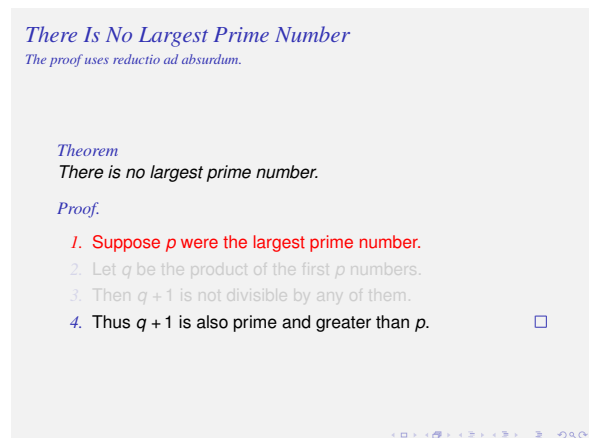 There Is No Largest Prime Number
The proof uses reductio ad absurdum.
Theorem
There is no largest prime number.
Proof.
1. Suppose p were the largest prime number.
2. Let q be the product of the first p numbers.
3. Then q + 1 is not divisible by any of them.
4. Thus q + 1 is also prime and greater than p.